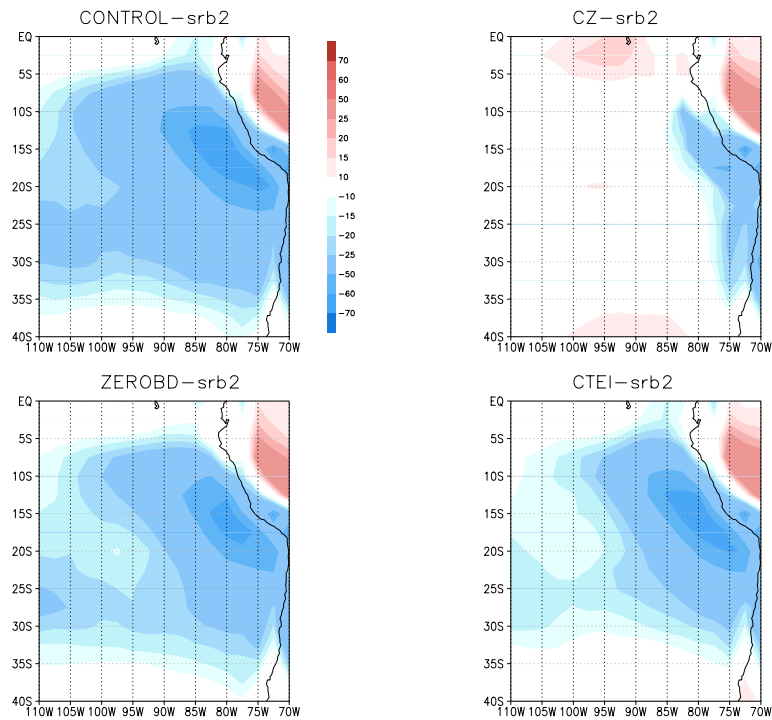 CONTROL-srb2
EQ
5S
10S
15S
20S
25S
30S
35S
40S
110W 105W 100W 95W 90W 85W 80W 75W 70W
70
60
50
25
20
15
10
-10
-15
-20
-25
-50
-60
-70
CZ-srb2
EQ
5S
10S
15S
20S
25S
30S
35S
40S
110W 105W 100W 95W 90W 85W 80W 75W 70W
ZEROBD-srb2
EQ
5S
10S
15S
20S
25S
30S
35S
40S
110W 105W 100W 95W 90W 85W 80W 75W 70W
CTEI-srb2
EQ
5S
10S
15S
20S
25S
30S
35S
40S
110W 105W 100W 95W 90W 85W 80W 75W 70W